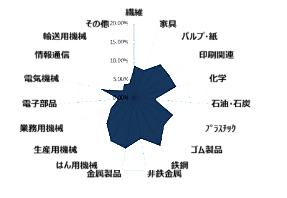 繊維
家具
パルプ・紙
印刷関連
化学
石油・石炭
ﾌﾟﾗｽﾁｯｸ
ゴム製品
鉄鋼
非鉄金属
金属製品
はん用機械
生産用機械
業務用機械
電子部品
電気機械
情報通信
輸送用機械
その他
20.00%
15.00%
10.00%
5.00%
0.00%